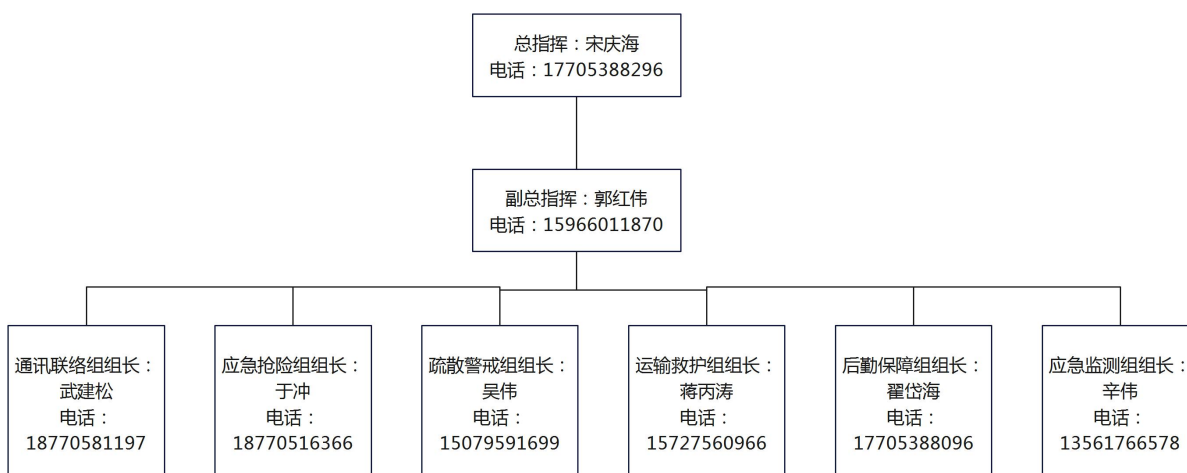 总指挥：宋庆海
电话：17705388296
副总指挥：郭红伟
电话：15966011870
通讯联络组组长：
武建松
电话：
18770581197
应急抢险组组长：
于冲
电话：
18770516366
疏散警戒组组长：
吴伟
电话：
15079591699
运输救护组组长：
蒋丙涛
电话：
15727560966
后勤保障组组长：
翟岱海
电话：
17705388096
应急监测组组长：
辛伟
电话：
13561766578